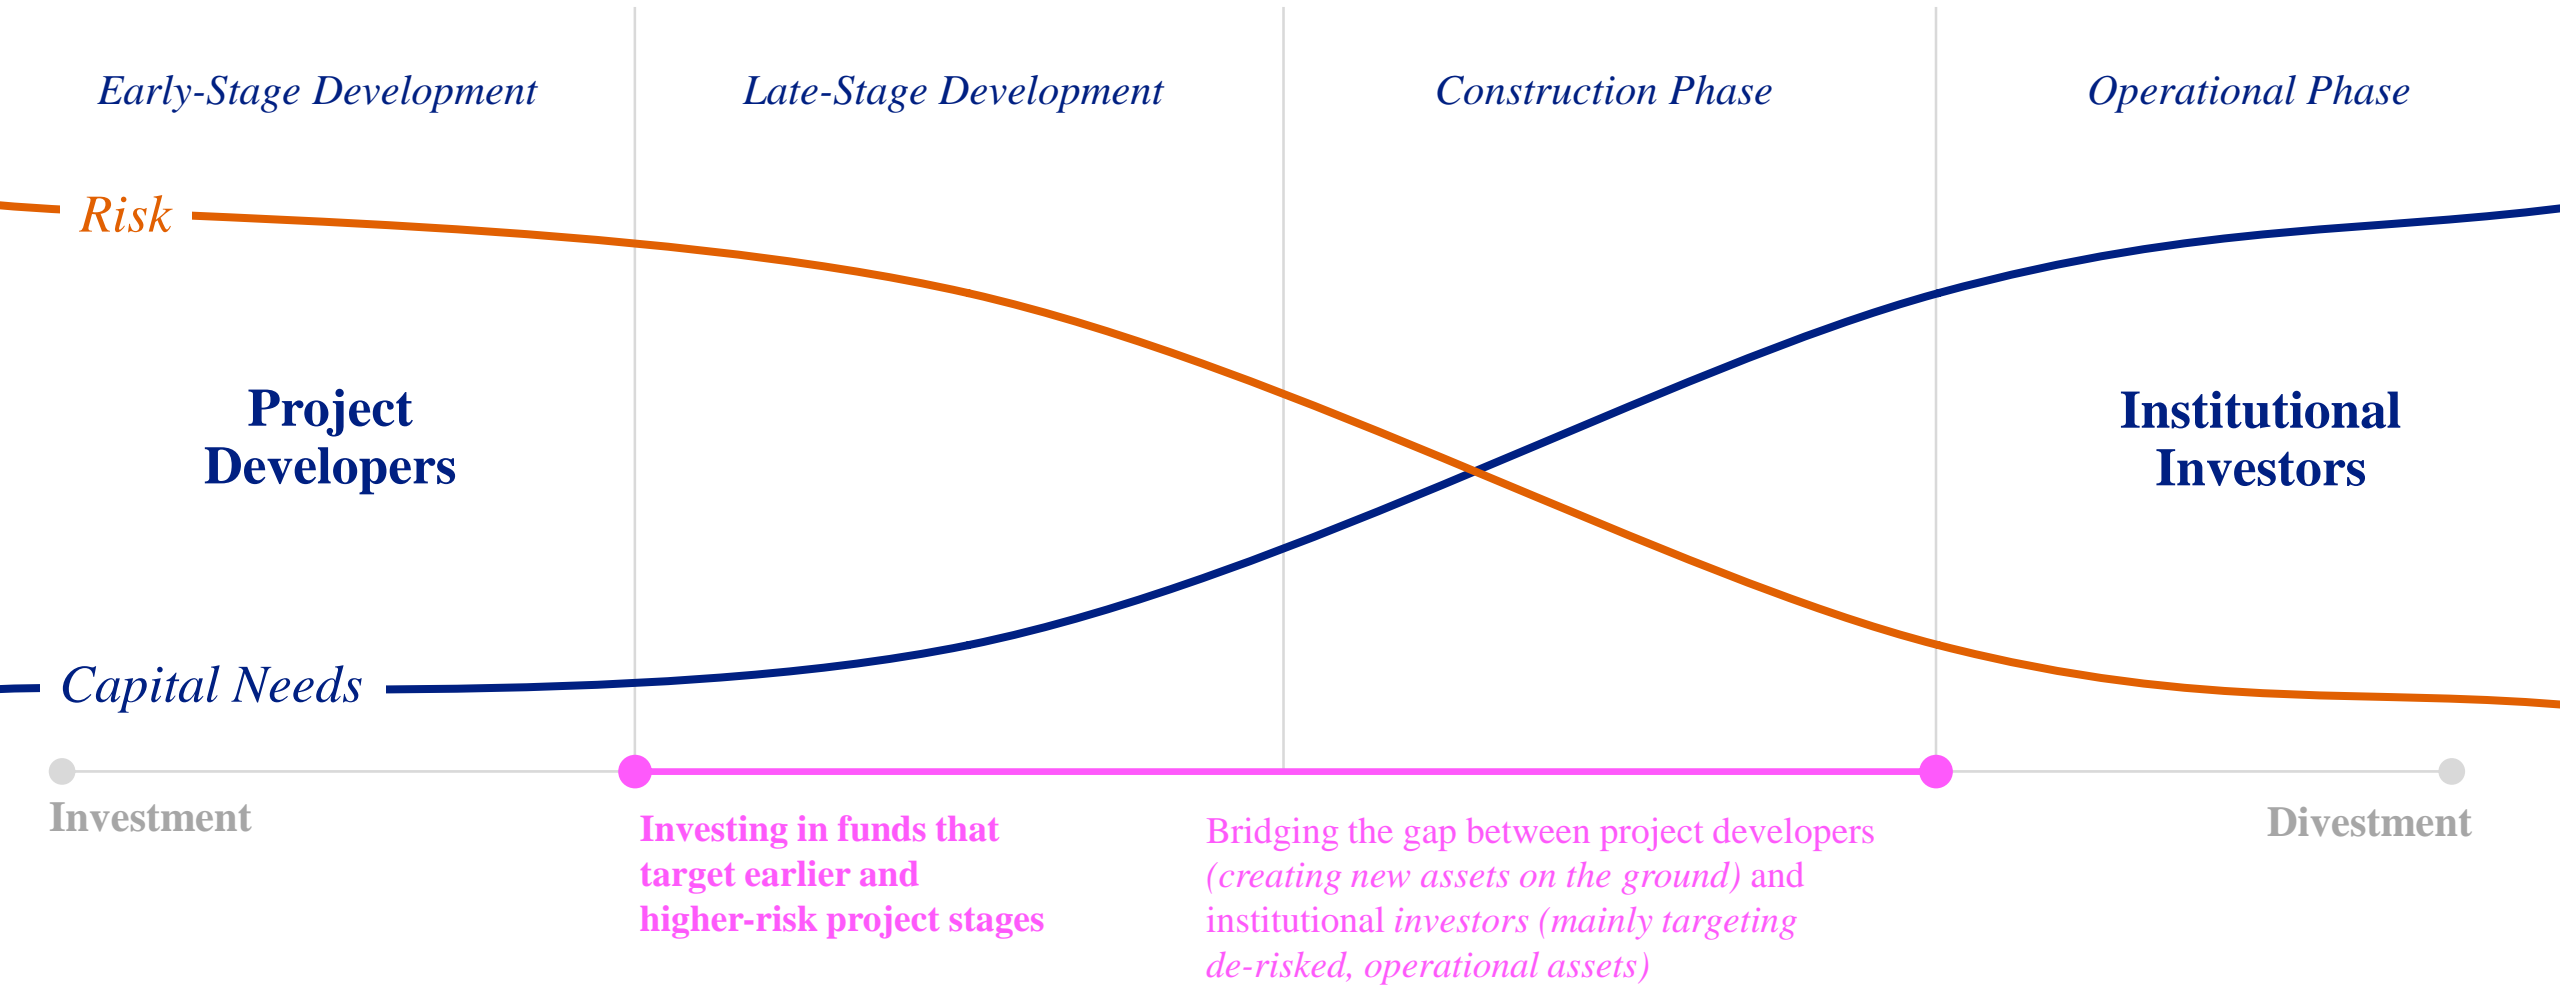 Early-Stage Development
Late-Stage Development
Construction Phase
Operational Phase
Risk
Project
Developers
Institutional
Investors
Capital Needs
Investment
Investing in funds that
target earlier and
higher-risk project stages
Bridging the gap between project developers
(creating new assets on the ground) and
institutional investors (mainly targeting
de-risked, operational assets)
Divestment